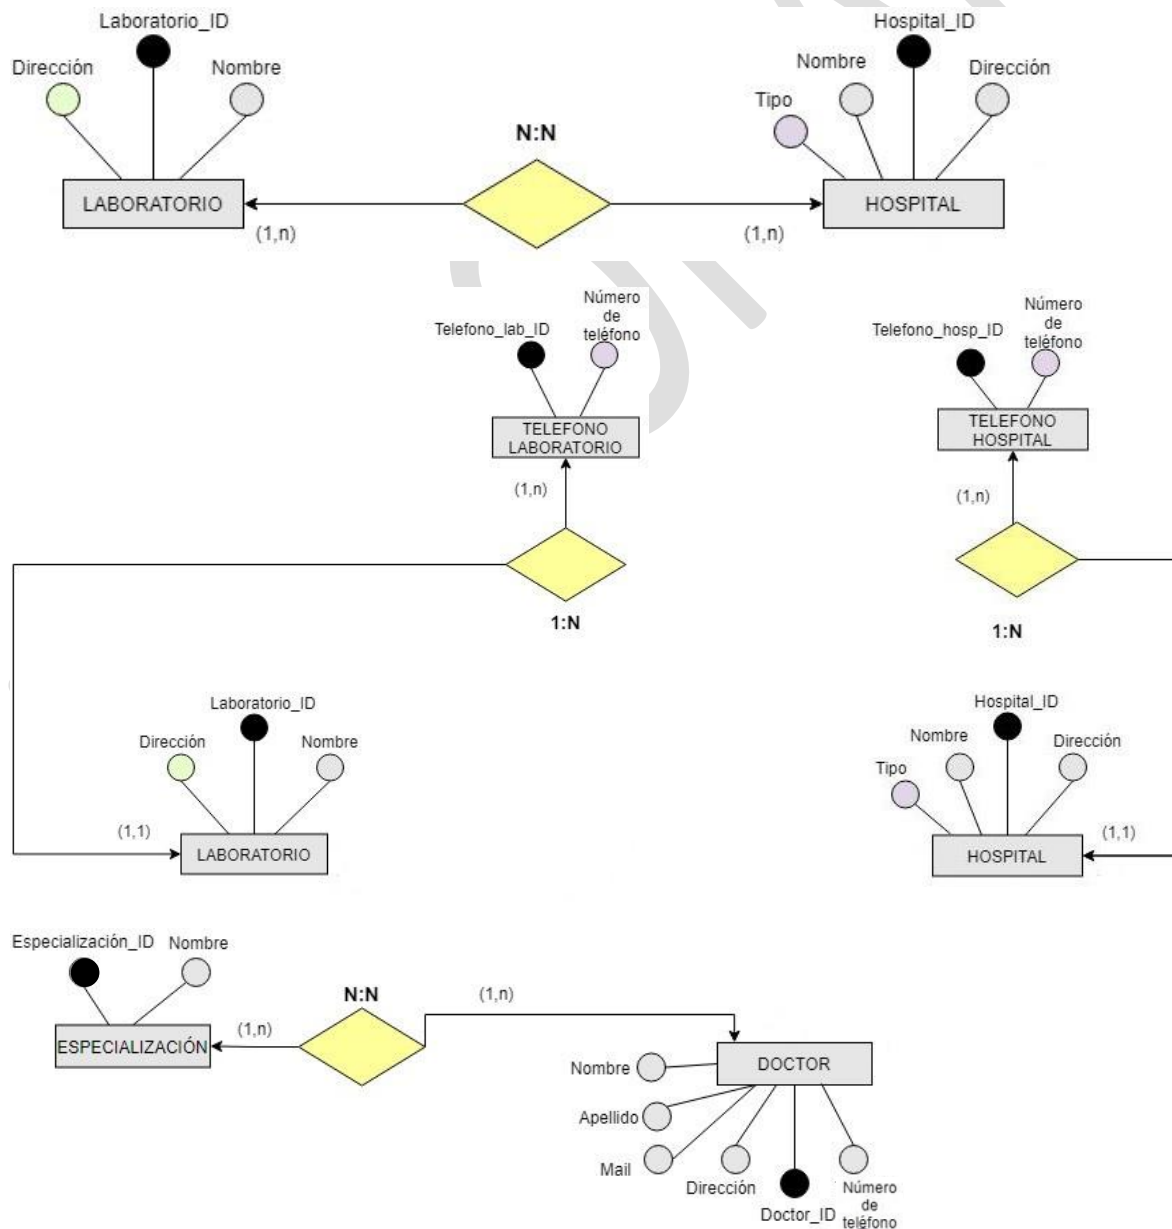 Laboratorio_ID
Dirección
Nombre
LABORATORIO
(1,n)
N:N
(1,n)
Hospital_ID
Nombre
Dirección
Tipo
HOSPITAL
Telefono_lab_ID
Número
de
teléfono
TELEFONO
LABORATORIO
(1,n)
1:N
Telefono_hosp_ID
Número
de
teléfono
TELEFONO
HOSPITAL
(1,n)
1:N
Laboratorio_ID
Dirección
Nombre
(1,1)
LABORATORIO
Hospital_ID
Nombre
Dirección
Tipo
(1,1)
HOSPITAL
Especialización_ID
Nombre
ESPECIALIZACIÓN
(1,n)
N:N
(1,n)
DOCTOR
Nombre
Apellido
Mail
Dirección
Doctor_ID
Número
de
teléfono